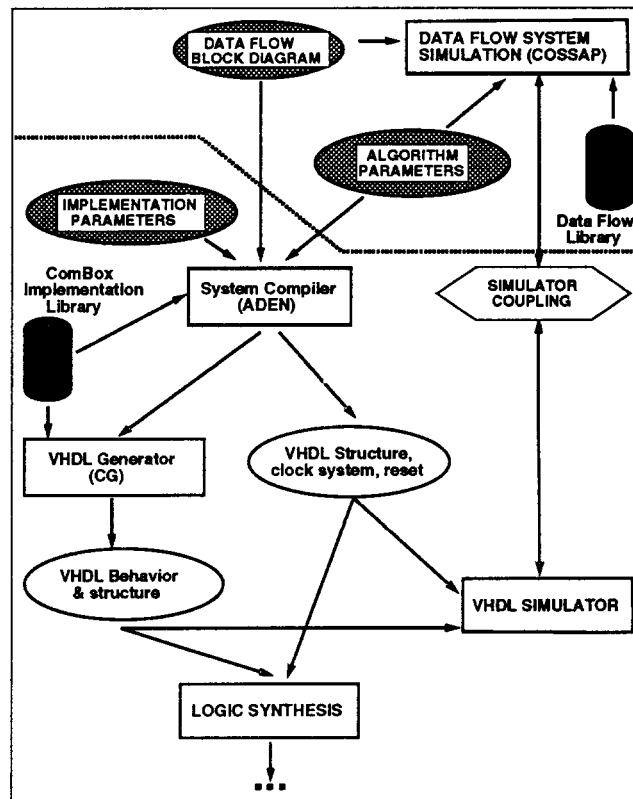 DATA FLOW
BLOCK DIAGRAM
DATA FLOW SYSTEM
SIMULATION (COSSAP)
ALGORITHM
PARAMETERS
IMPLEMENTATION
PARAMETERS
Data Flow
Library
ComBox
Implementation
Library
System Compiler
(ADEN)
SIMULATOR
COUPLING
VHDL Generator
(CG)
VHDL Structure,
clock system, reset
VHDL Behavior
& structure
VHDL SIMULATOR
LOGIC SYNTHESIS
...